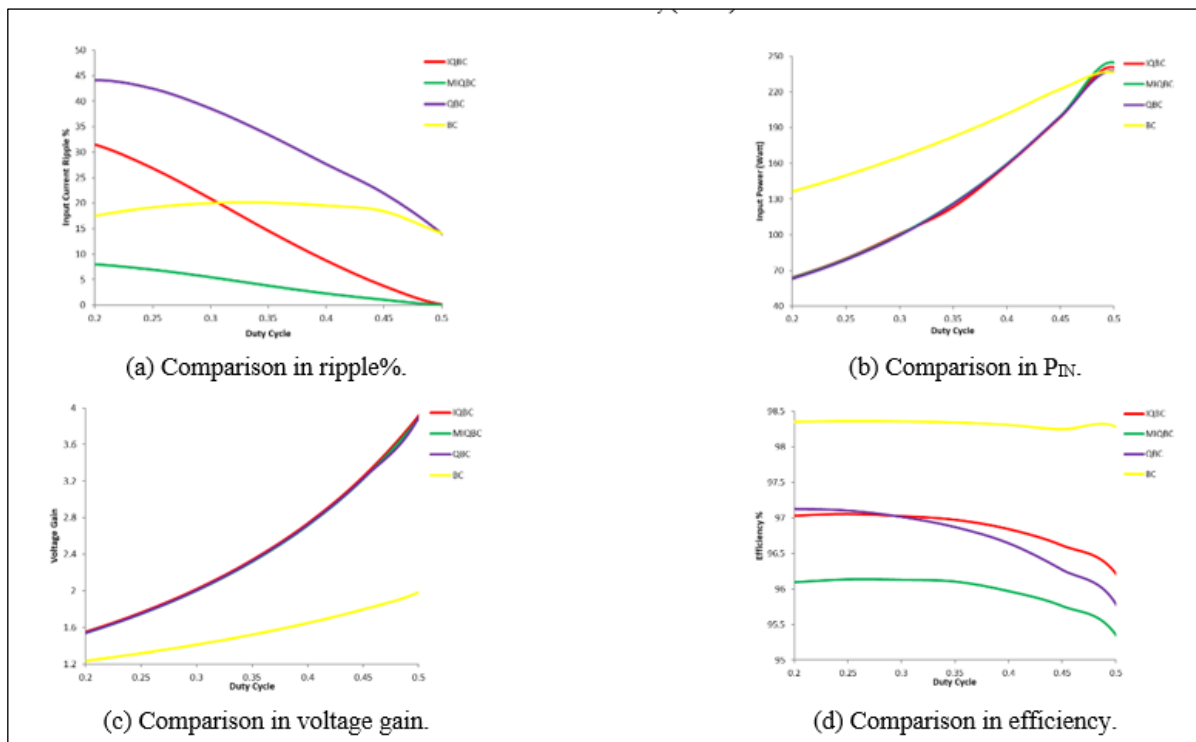 50
45
40
35
30
25
20
15
10
5
0
Input Current Ripple %
0.2 0.25 0.3 0.35 0.4 0.45 0.5
Duty Cycle
IQBC
MIQBC
QBC
BC
(a) Comparison in ripple%.
250
220
190
160
130
100
70
40
Input Power (Watt)
0.2 0.25 0.3 0.35 0.4 0.45 0.5
Duty Cycle
IQBC
MIQBC
QBC
BC
(b) Comparison in PIN.
4
3.6
3.2
2.8
2.4
2
1.6
1.2
Voltage Gain
0.2 0.25 0.3 0.35 0.4 0.45 0.5
Duty Cycle
IQBC
MIQBC
QBC
BC
(c) Comparison in voltage gain.
98.5
98
97.5
97
96.5
96
95.5
95
Efficiency %
0.2 0.25 0.3 0.35 0.4 0.45 0.5
Duty Cycle
IQBC
MIQBC
QBC
BC
(d) Comparison in efficiency.